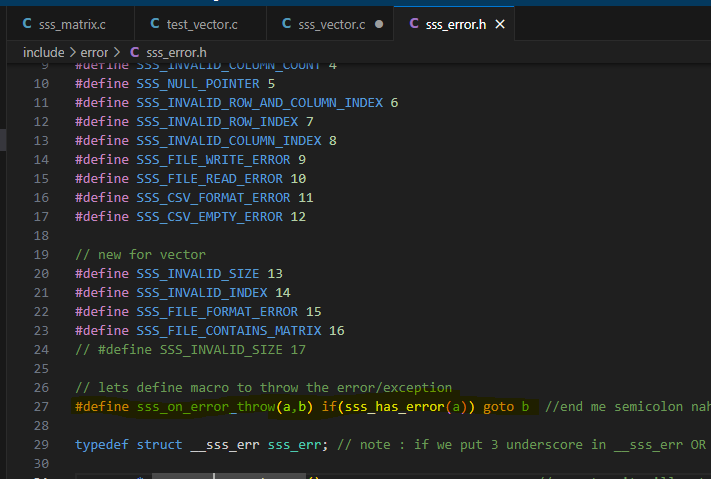 sss_matrix.c test_vector.c sss_vector.c sss_error.h
include > error > C sss_error.h
9 #define SSS_INVALID_COLUMN_COUNT 4
10 #define SSS_NULL_POINTER 5
11 #define SSS_INVALID_ROW_AND_COLUMN_INDEX 6
12 #define SSS_INVALID_ROW_INDEX 7
13 #define SSS_INVALID_COLUMN_INDEX 8
14 #define SSS_FILE_WRITE_ERROR 9
15 #define SSS_FILE_READ_ERROR 10
16 #define SSS_CSV_FORMAT_ERROR 11
17 #define SSS_CSV_EMPTY_ERROR 12
18
19 // new for vector
20 #define SSS_INVALID_SIZE 13
21 #define SSS_INVALID_INDEX 14
22 #define SSS_FILE_FORMAT_ERROR 15
23 #define SSS_FILE_CONTAINS_MATRIX 16
24 // #define SSS_INVALID_SIZE 17
25
26 // lets define macro to throw the error/exception
27 #define sss_on_error_throw(a,b) if(sss_has_error(a)) goto b //end me semicolon nah
28
29 typedef struct __sss_err sss_err; // note : if we put 3 underscore in __sss_err OR
30